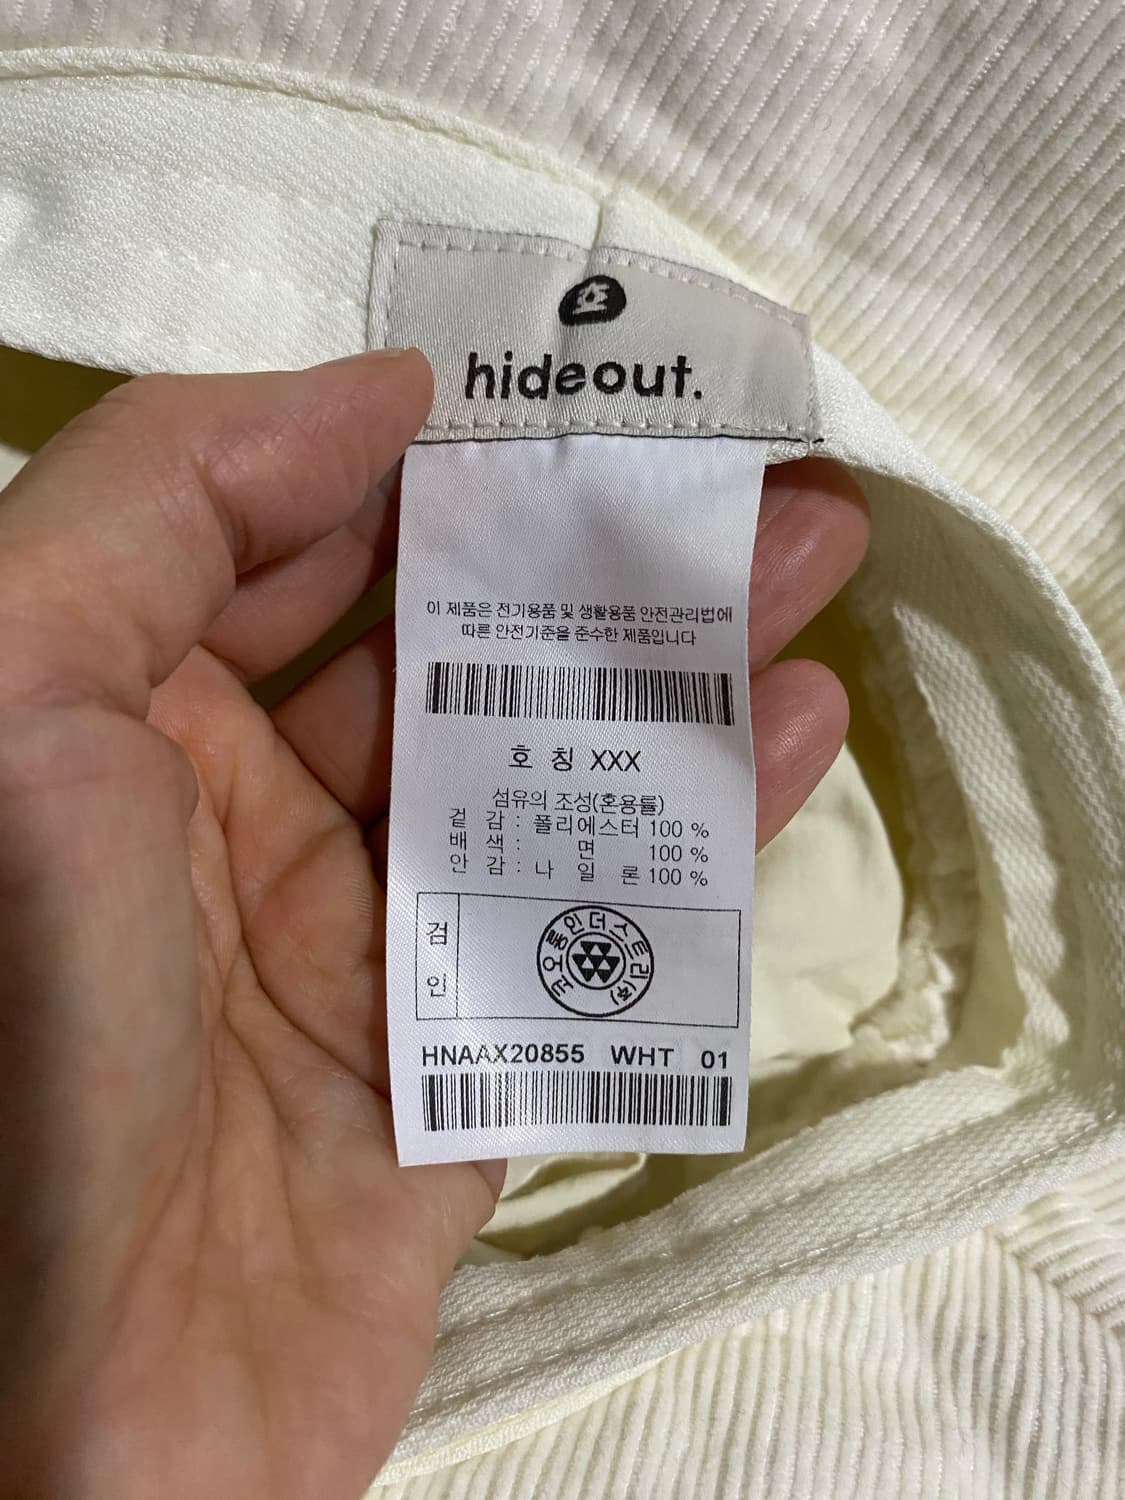 hideout.
이 제품은 전기용품 및 생활용품 안전관리법에
따른 안전기준을 준수한 제품입니다
호 칭 XXX
섬유의 조성(혼용률)
겉 감 : 폴리에스터 100 %
배 색 : 면 100 %
안 감 : 나 일 론 100 %
검
인
코오롱인더스트리(주)
HNAAX20855 WHT 01